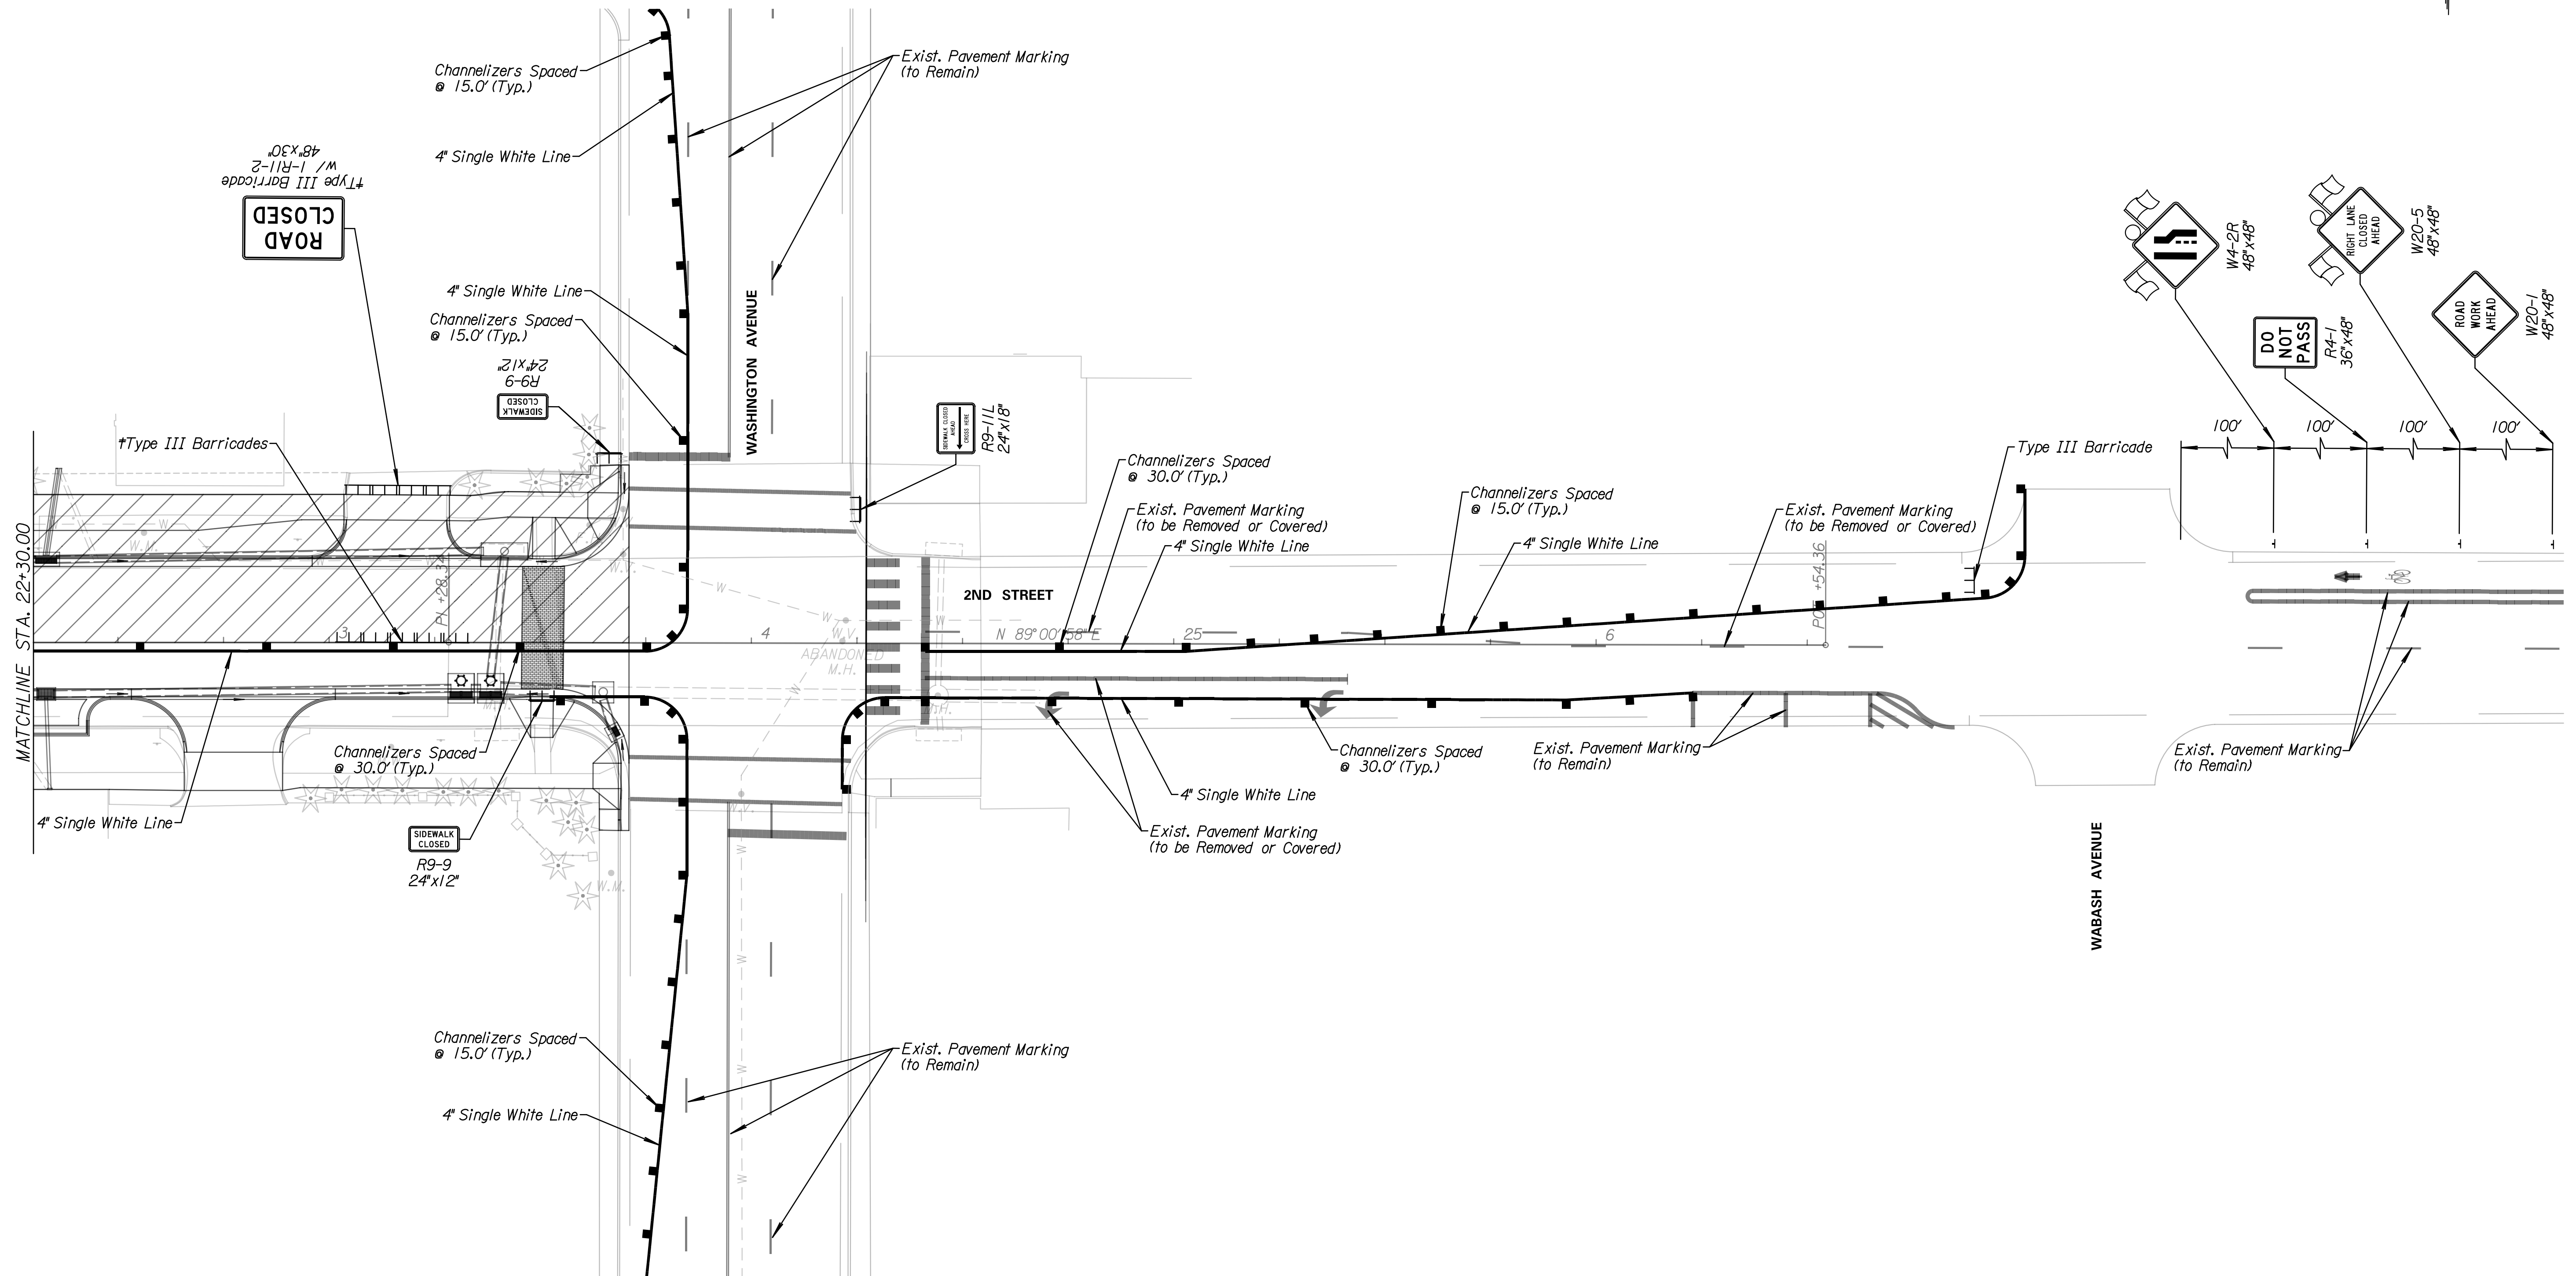 Channelizers Spaced
@ 15.0' (Typ.)
Exist. Pavement Marking
(to Remain)
4" Single White Line
†Type III Barricade
w/ 1-R11-2
48"x30"
ROAD
CLOSED
4" Single White Line
Channelizers Spaced
@ 15.0' (Typ.)
R9-9
24"x12"
SIDEWALK
CLOSED
WASHINGTON AVENUE
†Type III Barricades
SIDEWALK CLOSED
AHEAD
CROSS HERE
R9-11L
24"x18"
Channelizers Spaced
@ 30.0' (Typ.)
Exist. Pavement Marking
(to be Removed or Covered)
4" Single White Line
Channelizers Spaced
@ 15.0' (Typ.)
4" Single White Line
Exist. Pavement Marking
(to be Removed or Covered)
Type III Barricade
W4-2R
48"x48"
RIGHT LANE
CLOSED
AHEAD
W20-5
48"x48"
DO
NOT
PASS
R4-1
36"x48"
ROAD
WORK
AHEAD
W20-1
48"x48"
100'
100'
100'
100'
MATCHLINE STA. 22+30.00
W.M.
W
W
W.V.
3
4
25
6
2ND STREET
N 89°00'58" E
W
W
W
W
W.V.
ABANDONED
M.H.
M.H.
W.V.
W
W
W
W.M.
Channelizers Spaced
@ 30.0' (Typ.)
4" Single White Line
SIDEWALK
CLOSED
R9-9
24"x12"
Channelizers Spaced
@ 30.0' (Typ.)
4" Single White Line
Exist. Pavement Marking
(to be Removed or Covered)
Exist. Pavement Marking
(to Remain)
Exist. Pavement Marking
(to Remain)
WABASH AVENUE
Channelizers Spaced
@ 15.0' (Typ.)
4" Single White Line
Exist. Pavement Marking
(to Remain)